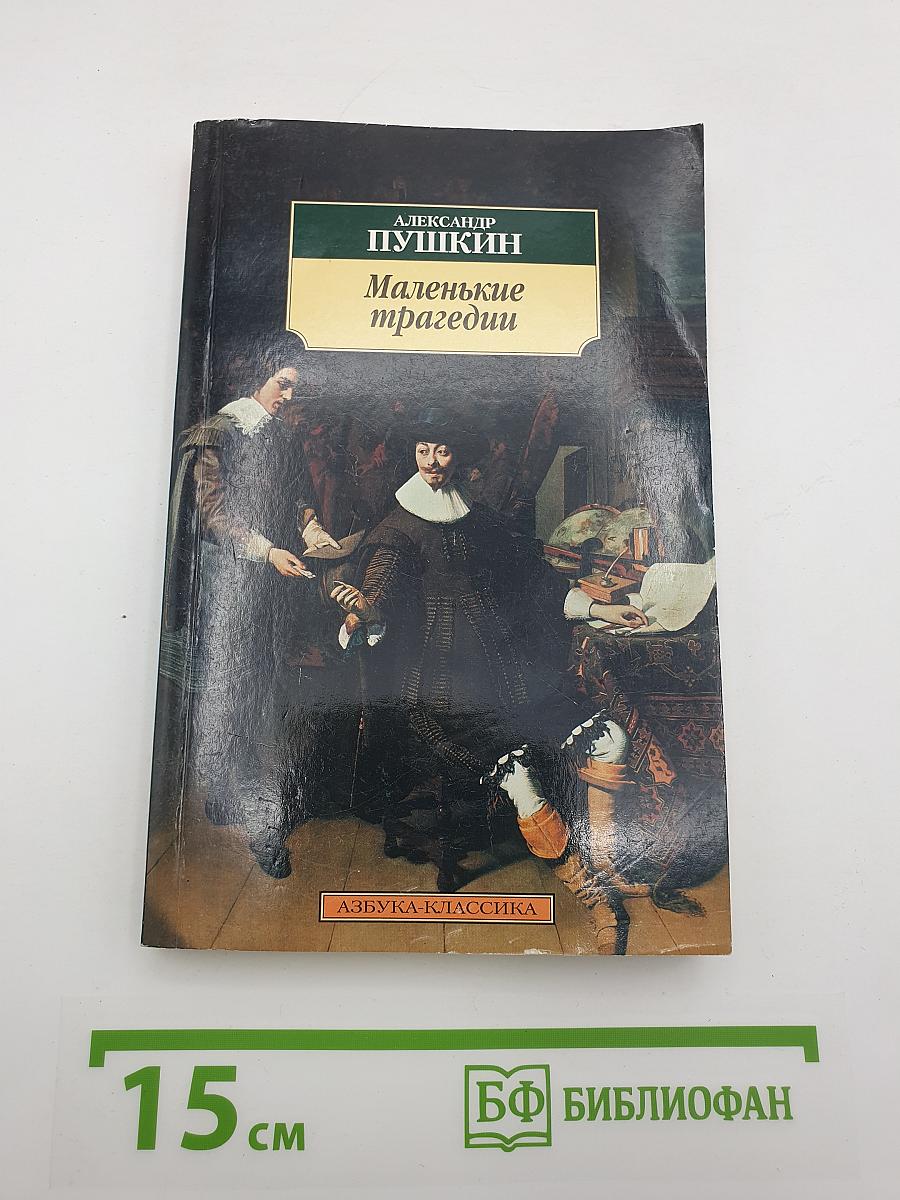 АЛЕКСАНДР
ПУШКИН
Маленькие
трагедии
АЗБУКА-КЛАССИКА
15 см
БФ БИБЛИОФАН